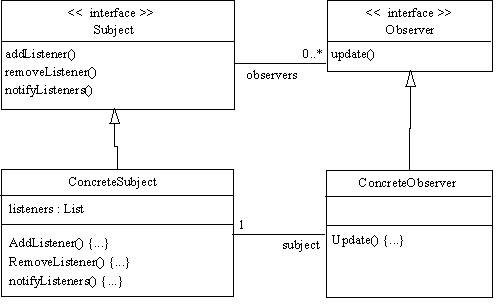 << interface >>
Subject
addListener()
removeListener()
notifyListeners()
0..*
observers
<< interface >>
Observer
update()
ConcreteSubject
listeners : List
AddListener() {...}
RemoveListener() {...}
notifyListeners() {...}
1
subject
ConcreteObserver
Update() {...}